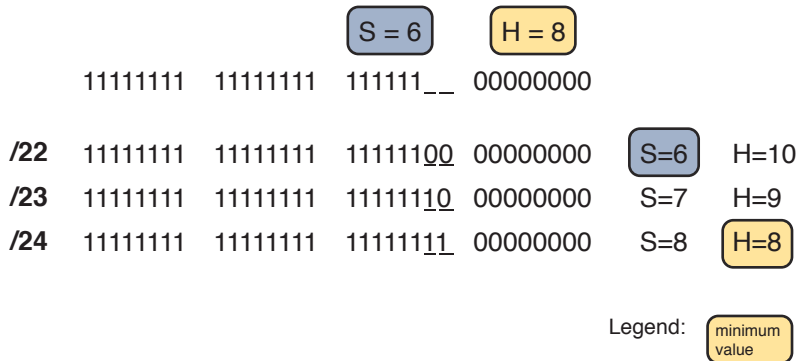 S = 6 H = 8
11111111 11111111 111111_ _ 00000000
/22 11111111 11111111 11111100 00000000 S=6 H=10
/23 11111111 11111111 11111110 00000000 S=7 H=9
/24 11111111 11111111 11111111 00000000 S=8 H=8
Legend: minimum
value